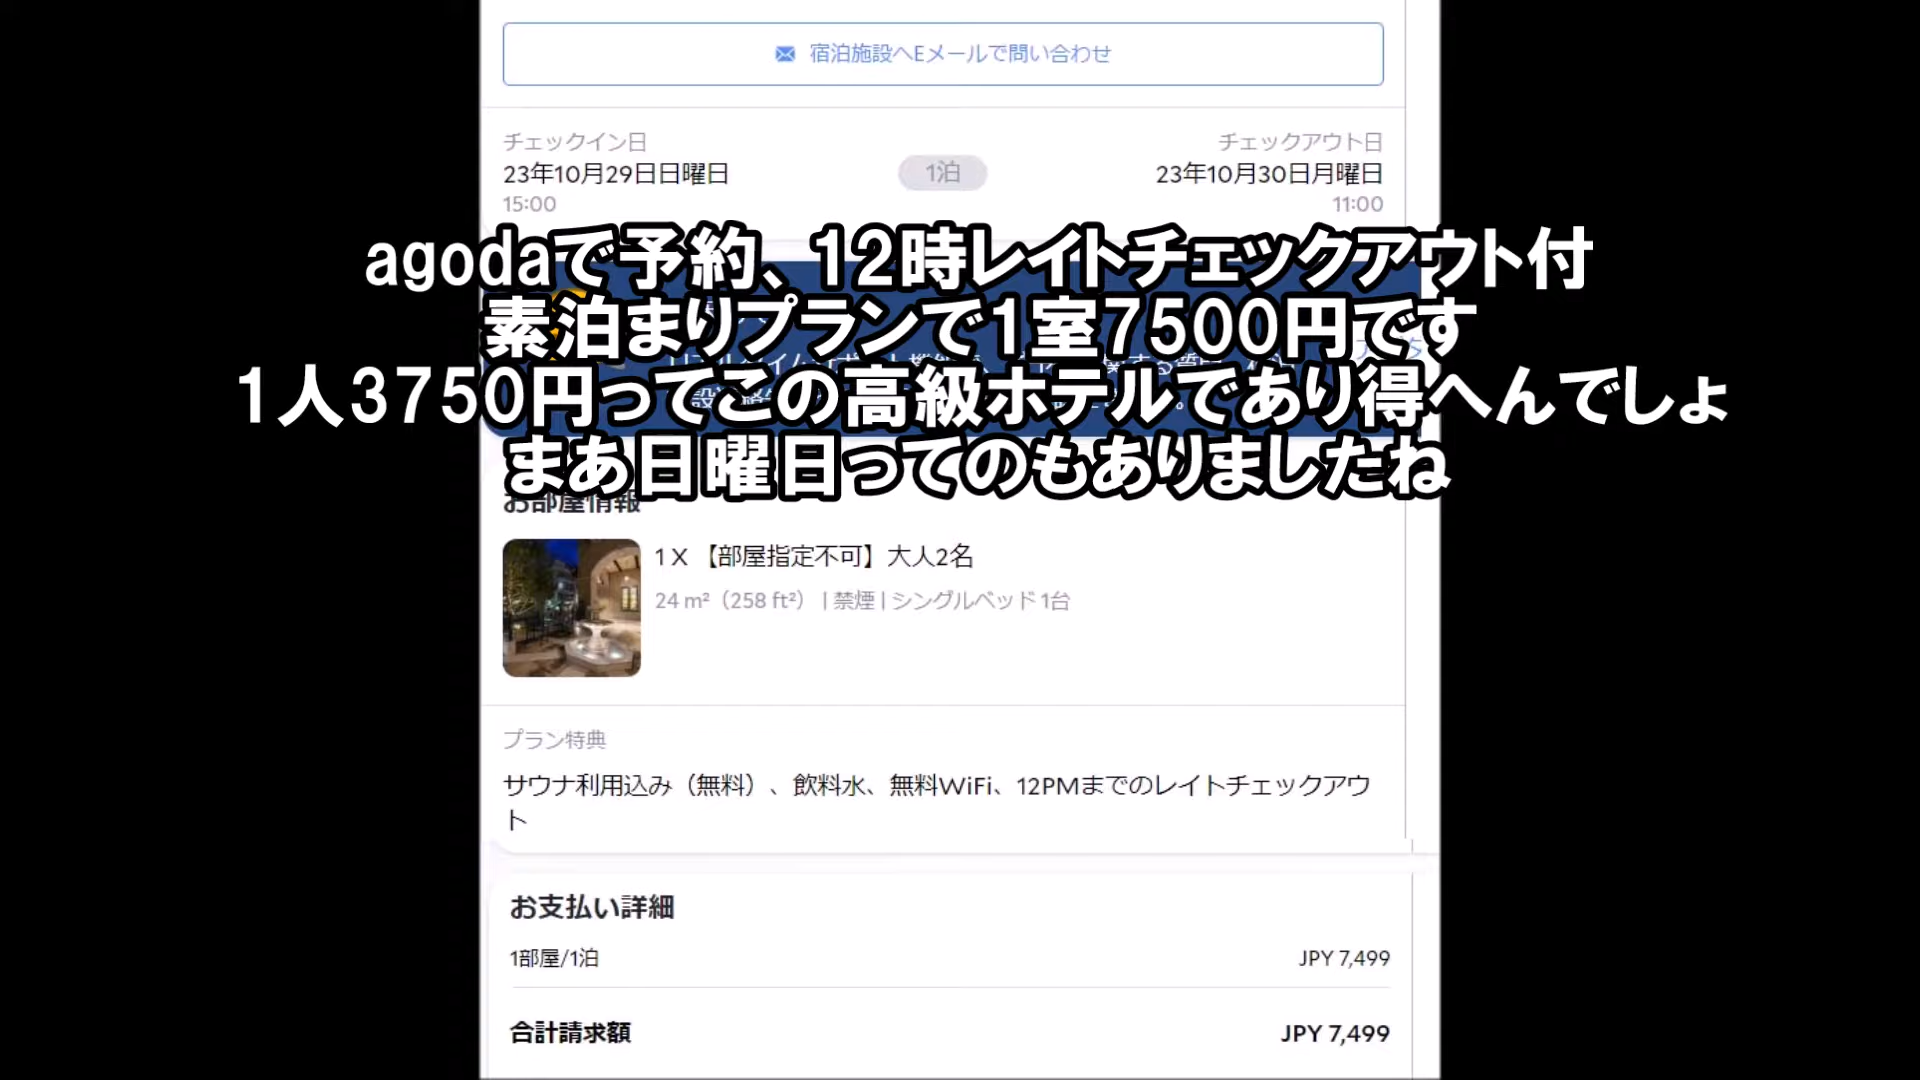 宿泊施設へEメールで問い合わせ
チェックイン日
23年10月29日日曜日
15:00
1泊
チェックアウト日
23年10月30日月曜日
11:00
agodaで予約、12時レイトチェックアウト付
素泊まりプランで1室7500円です
1人3750円ってこの高級ホテルであり得へんでしょ
まあ日曜日ってのもありましたね
お部屋情報
1 X 【部屋指定不可】大人2名
24 m²（258 ft²） | 禁煙 | シングルベッド 1台
プラン特典
サウナ利用込み（無料）、飲料水、無料WiFi、12PMまでのレイトチェックアウ
ト
お支払い詳細
1部屋/1泊 JPY 7,499
合計請求額 JPY 7,499